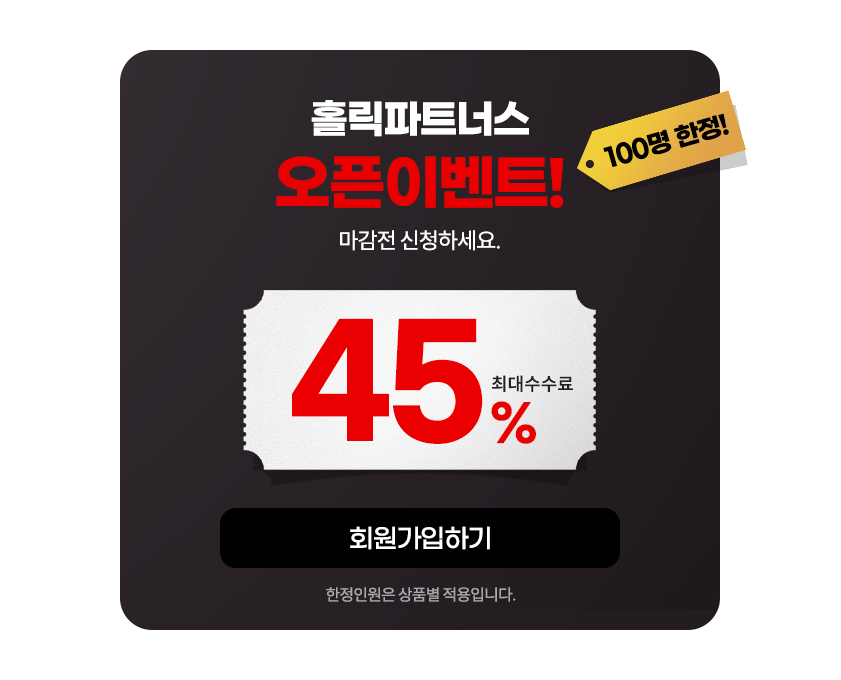 홀릭파트너스
100명 한정!
오픈이벤트!
마감전 신청하세요.
45
최대수수료
%
회원가입하기
한정인원은 상품별 적용입니다.